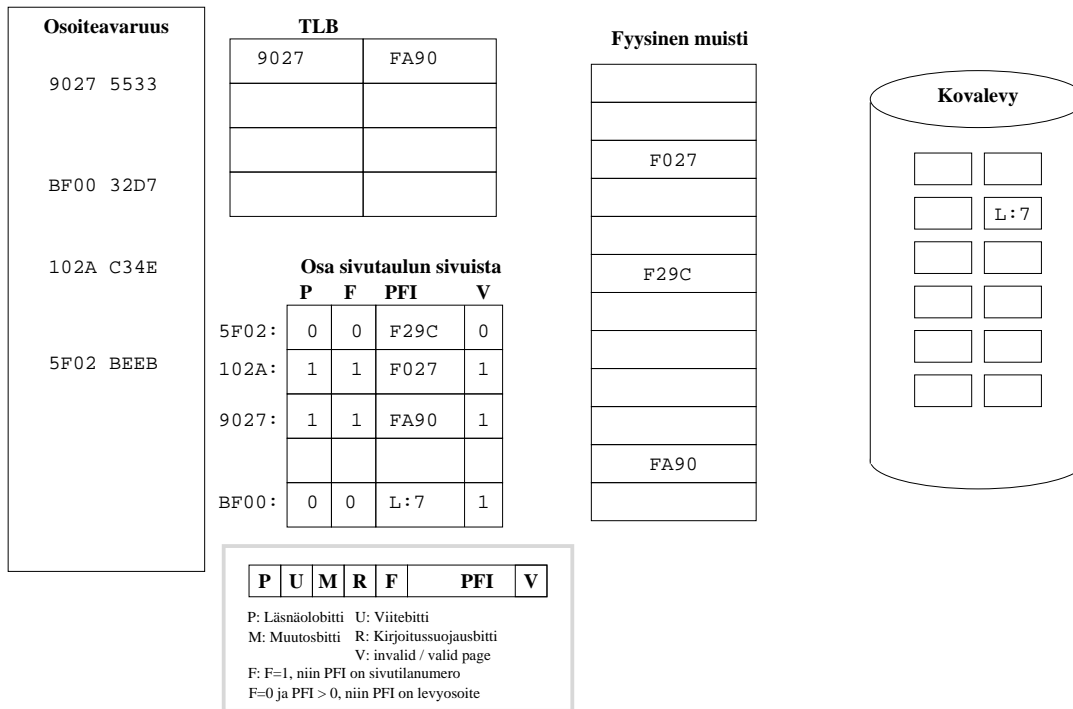 Osoiteavaruus
9027 5533
BF00 32D7
102A C34E
5F02 BEEB
TLB
9027 FA90
Osa sivutaulun sivuista
P F PFI V
5F02: 0 0 F29C 0
102A: 1 1 F027 1
9027: 1 1 FA90 1
BF00: 0 0 L:7 1
Fyysinen muisti
F027
F29C
FA90
Kovalevy
L:7
P U M R F PFI V
P: Läsnäolobitti U: Viitebitti
M: Muutosbitti R: Kirjoitussuojausbitti
V: invalid / valid page
F: F=1, niin PFI on sivutilanumero
F=0 ja PFI > 0, niin PFI on levyosoite